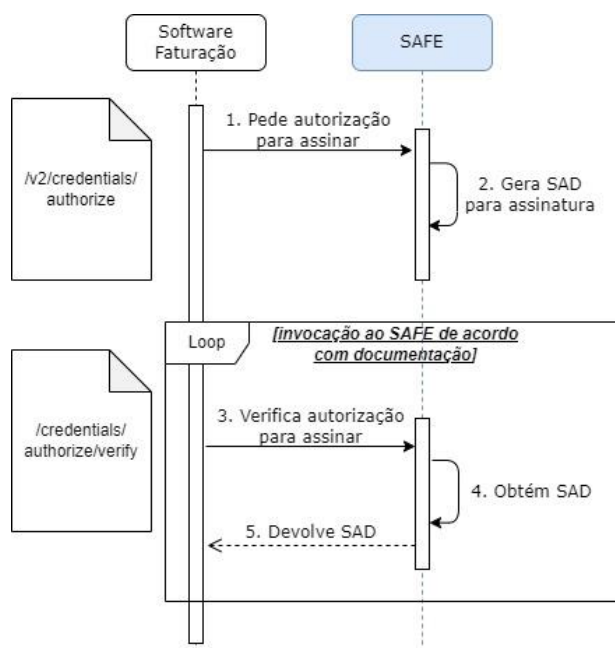 Software
Faturação
SAFE
1. Pede autorização
para assinar
/v2/credentials/
authorize
2. Gera SAD
para assinatura
Loop
[invocação ao SAFE de acordo
com documentação]
3. Verifica autorização
para assinar
/credentials/
authorize/verify
4. Obtém SAD
5. Devolve SAD